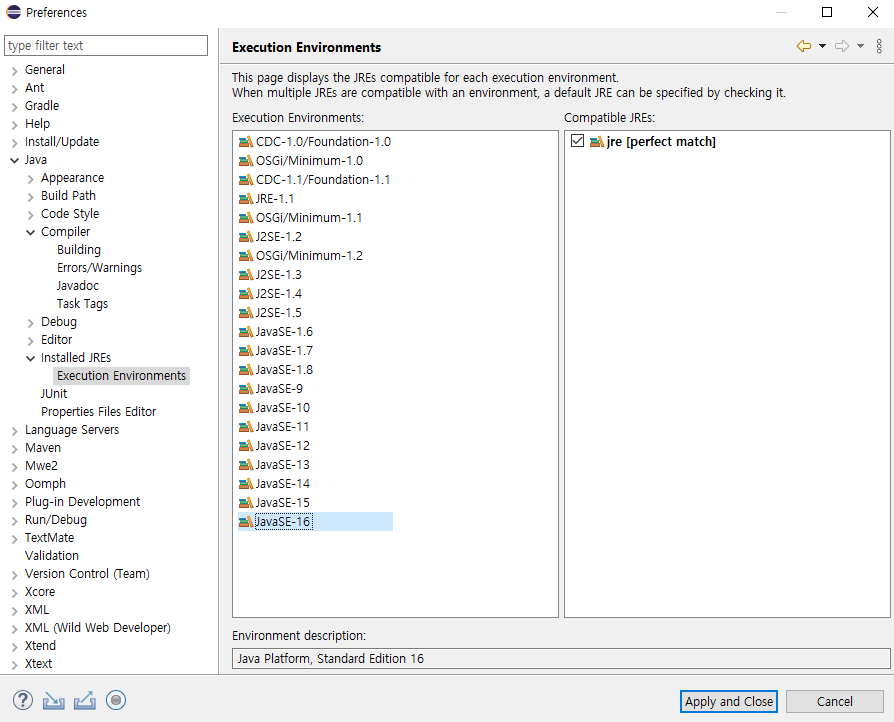 Preferences
type filter text
General
Ant
Gradle
Help
Install/Update
Java
Appearance
Build Path
Code Style
Compiler
Building
Errors/Warnings
Javadoc
Task Tags
Debug
Editor
Installed JREs
Execution Environments
JUnit
Properties Files Editor
Language Servers
Maven
Mwe2
Oomph
Plug-in Development
Run/Debug
TextMate
Validation
Version Control (Team)
Xcore
XML
XML (Wild Web Developer)
Xtend
Xtext
Execution Environments
This page displays the JREs compatible for each execution environment.
When multiple JREs are compatible with an environment, a default JRE can be specified by checking it.
Execution Environments:
CDC-1.0/Foundation-1.0
OSGi/Minimum-1.0
CDC-1.1/Foundation-1.1
JRE-1.1
OSGi/Minimum-1.1
J2SE-1.2
OSGi/Minimum-1.2
J2SE-1.3
J2SE-1.4
J2SE-1.5
JavaSE-1.6
JavaSE-1.7
JavaSE-1.8
JavaSE-9
JavaSE-10
JavaSE-11
JavaSE-12
JavaSE-13
JavaSE-14
JavaSE-15
JavaSE-16
Compatible JREs:
jre [perfect match]
Environment description:
Java Platform, Standard Edition 16
?
Apply and Close
Cancel